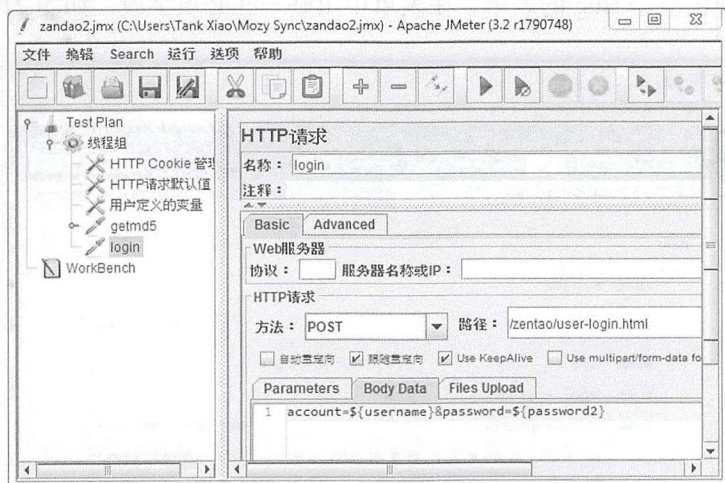 zandao2.jmx (C:\Users\Tank Xiao\Mozy Sync\zandao2.jmx) - Apache JMeter (3.2 r1790748)
文件 编辑 Search 运行 选项 帮助
Test Plan
线程组
HTTP Cookie 管理
HTTP请求默认值
用户定义的变量
getmd5
login
WorkBench
HTTP请求
名称： login
注释：
Basic Advanced
Web服务器
协议： 服务器名称或IP：
HTTP请求
方法： POST 路径： /zentao/user-login.html
自动重定向 跟随重定向 Use KeepAlive Use multipart/form-data fo
Parameters Body Data Files Upload
1 account=${username}&password=${password2}